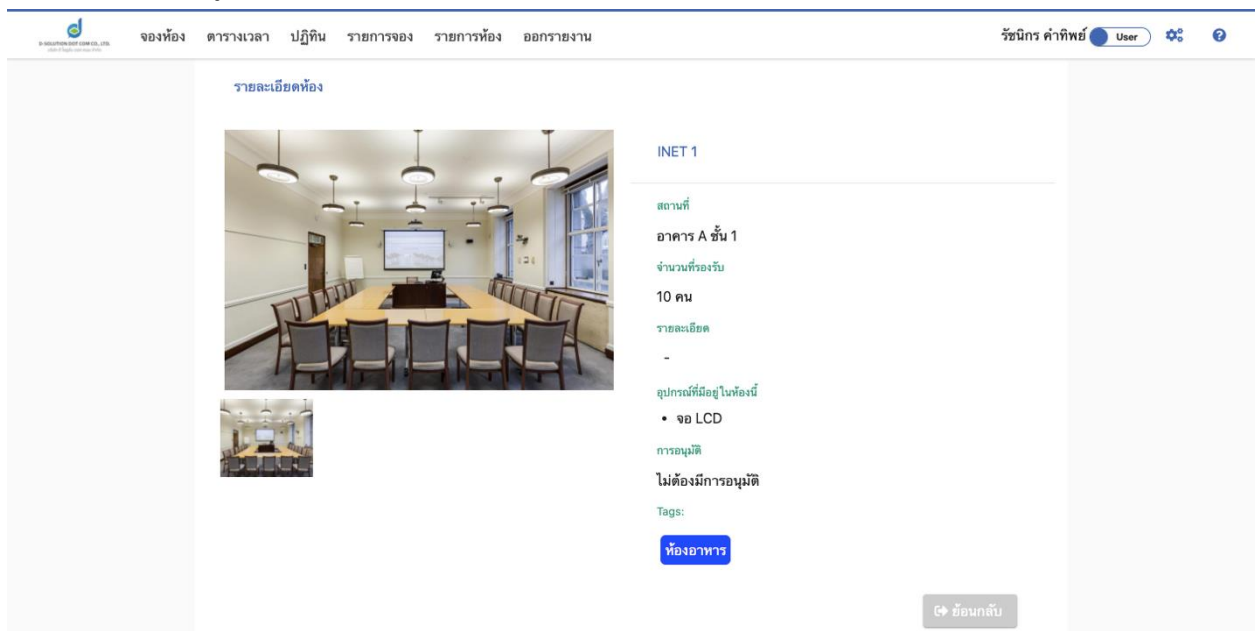 D-SOLUTION DOT COM CO., LTD.
จองห้อง ตารางเวลา ปฏิทิน รายการจอง รายการห้อง ออกรายงาน
รัชนิกร คำทิพย์ User
รายละเอียดห้อง
INET 1
สถานที่
อาคาร A ชั้น 1
จำนวนที่รองรับ
10 คน
รายละเอียด
-
อุปกรณ์ที่มีอยู่ในห้องนี้
• จอ LCD
การอนุมัติ
ไม่ต้องมีการอนุมัติ
Tags:
ห้องอาหาร
ย้อนกลับ